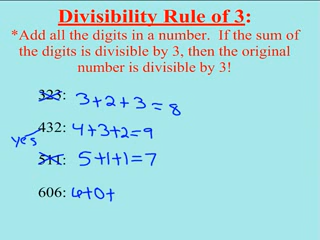 Divisibility Rule of 3:
*Add all the digits in a number. If the sum of
the digits is divisible by 3, then the original
number is divisible by 3!
323: 3+2+3=8
432: 4+3+2=9
yes
511: 5+1+1=7
606: 6+0+